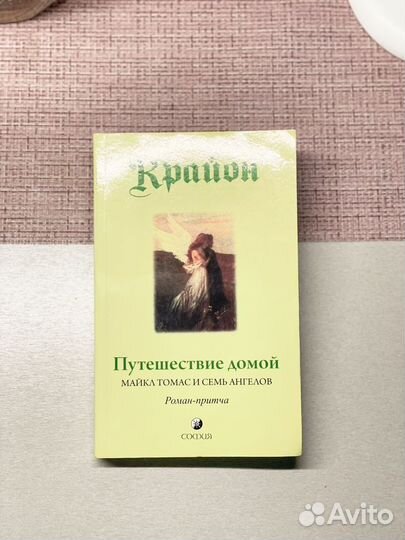 Крайон
Путешествие домой
МАЙКЛ ТОМАС И СЕМЬ АНГЕЛОВ
Роман-притча
СОФИЯ
Avito